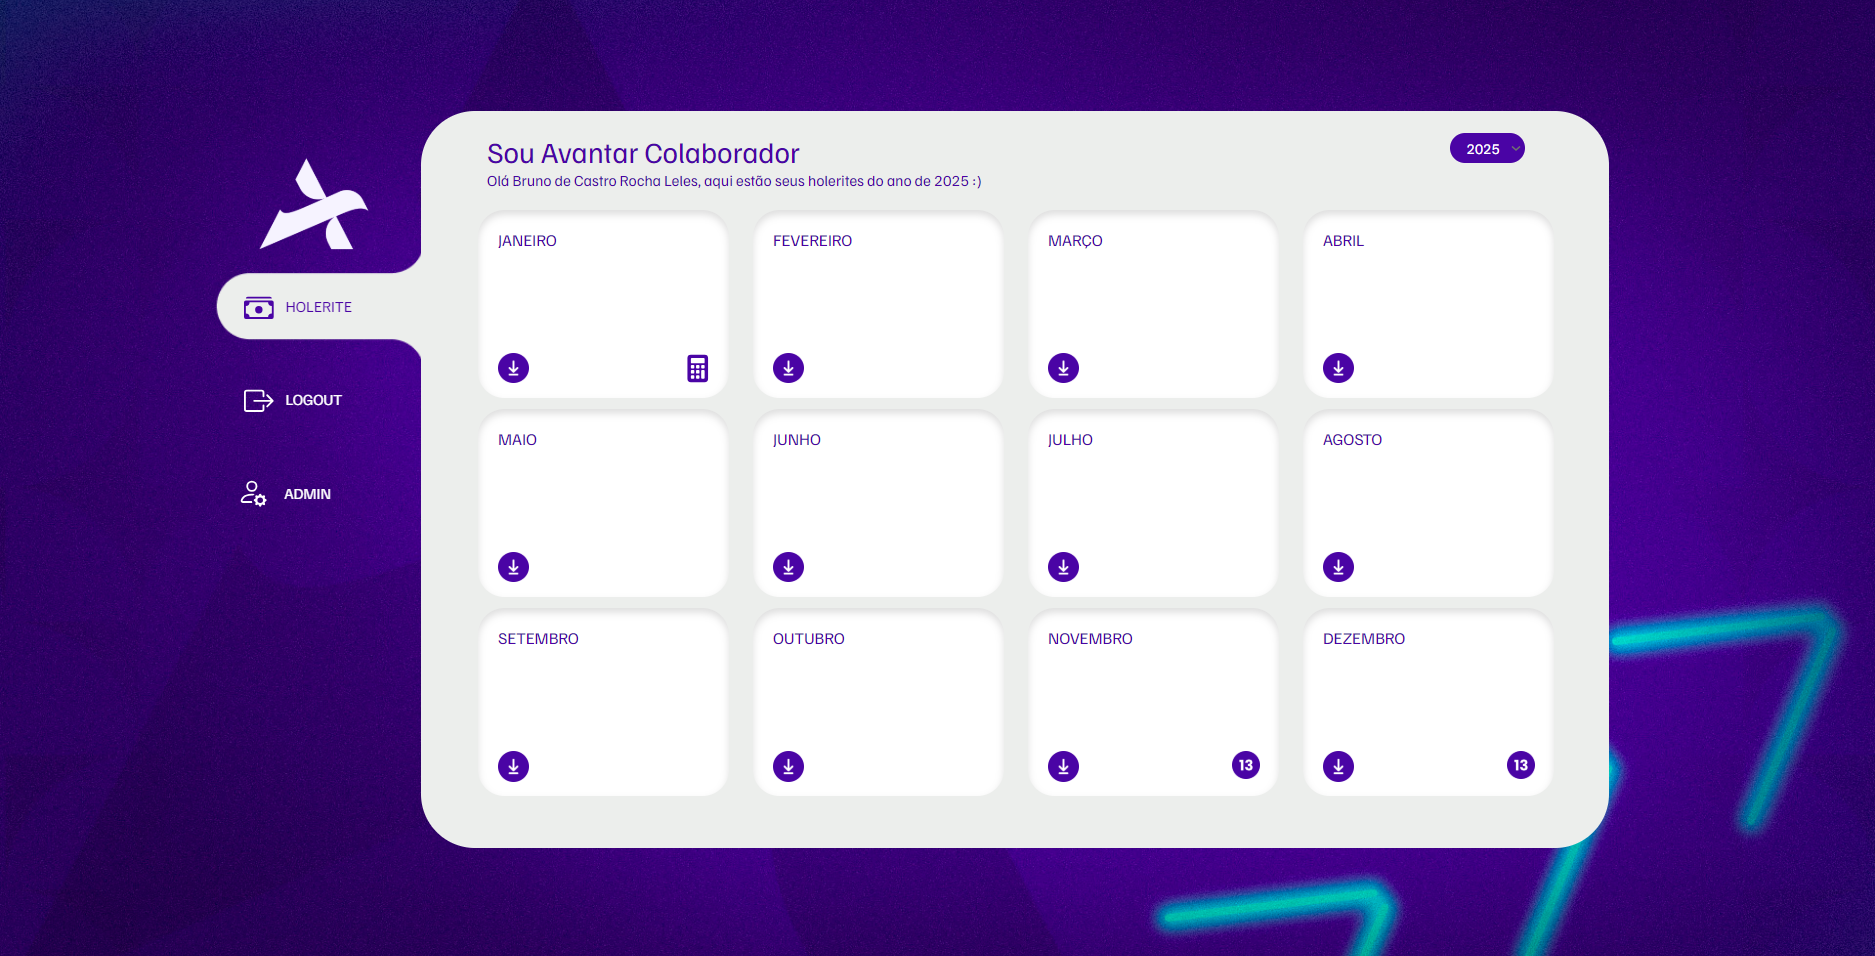 Sou Avantar Colaborador
2025
Olá Bruno de Castro Rocha Leles, aqui estão seus holerites do ano de 2025 :)
HOLERITE
LOGOUT
ADMIN
JANEIRO
FEVEREIRO
MARÇO
ABRIL
MAIO
JUNHO
JULHO
AGOSTO
SETEMBRO
OUTUBRO
NOVEMBRO
13
DEZEMBRO
13